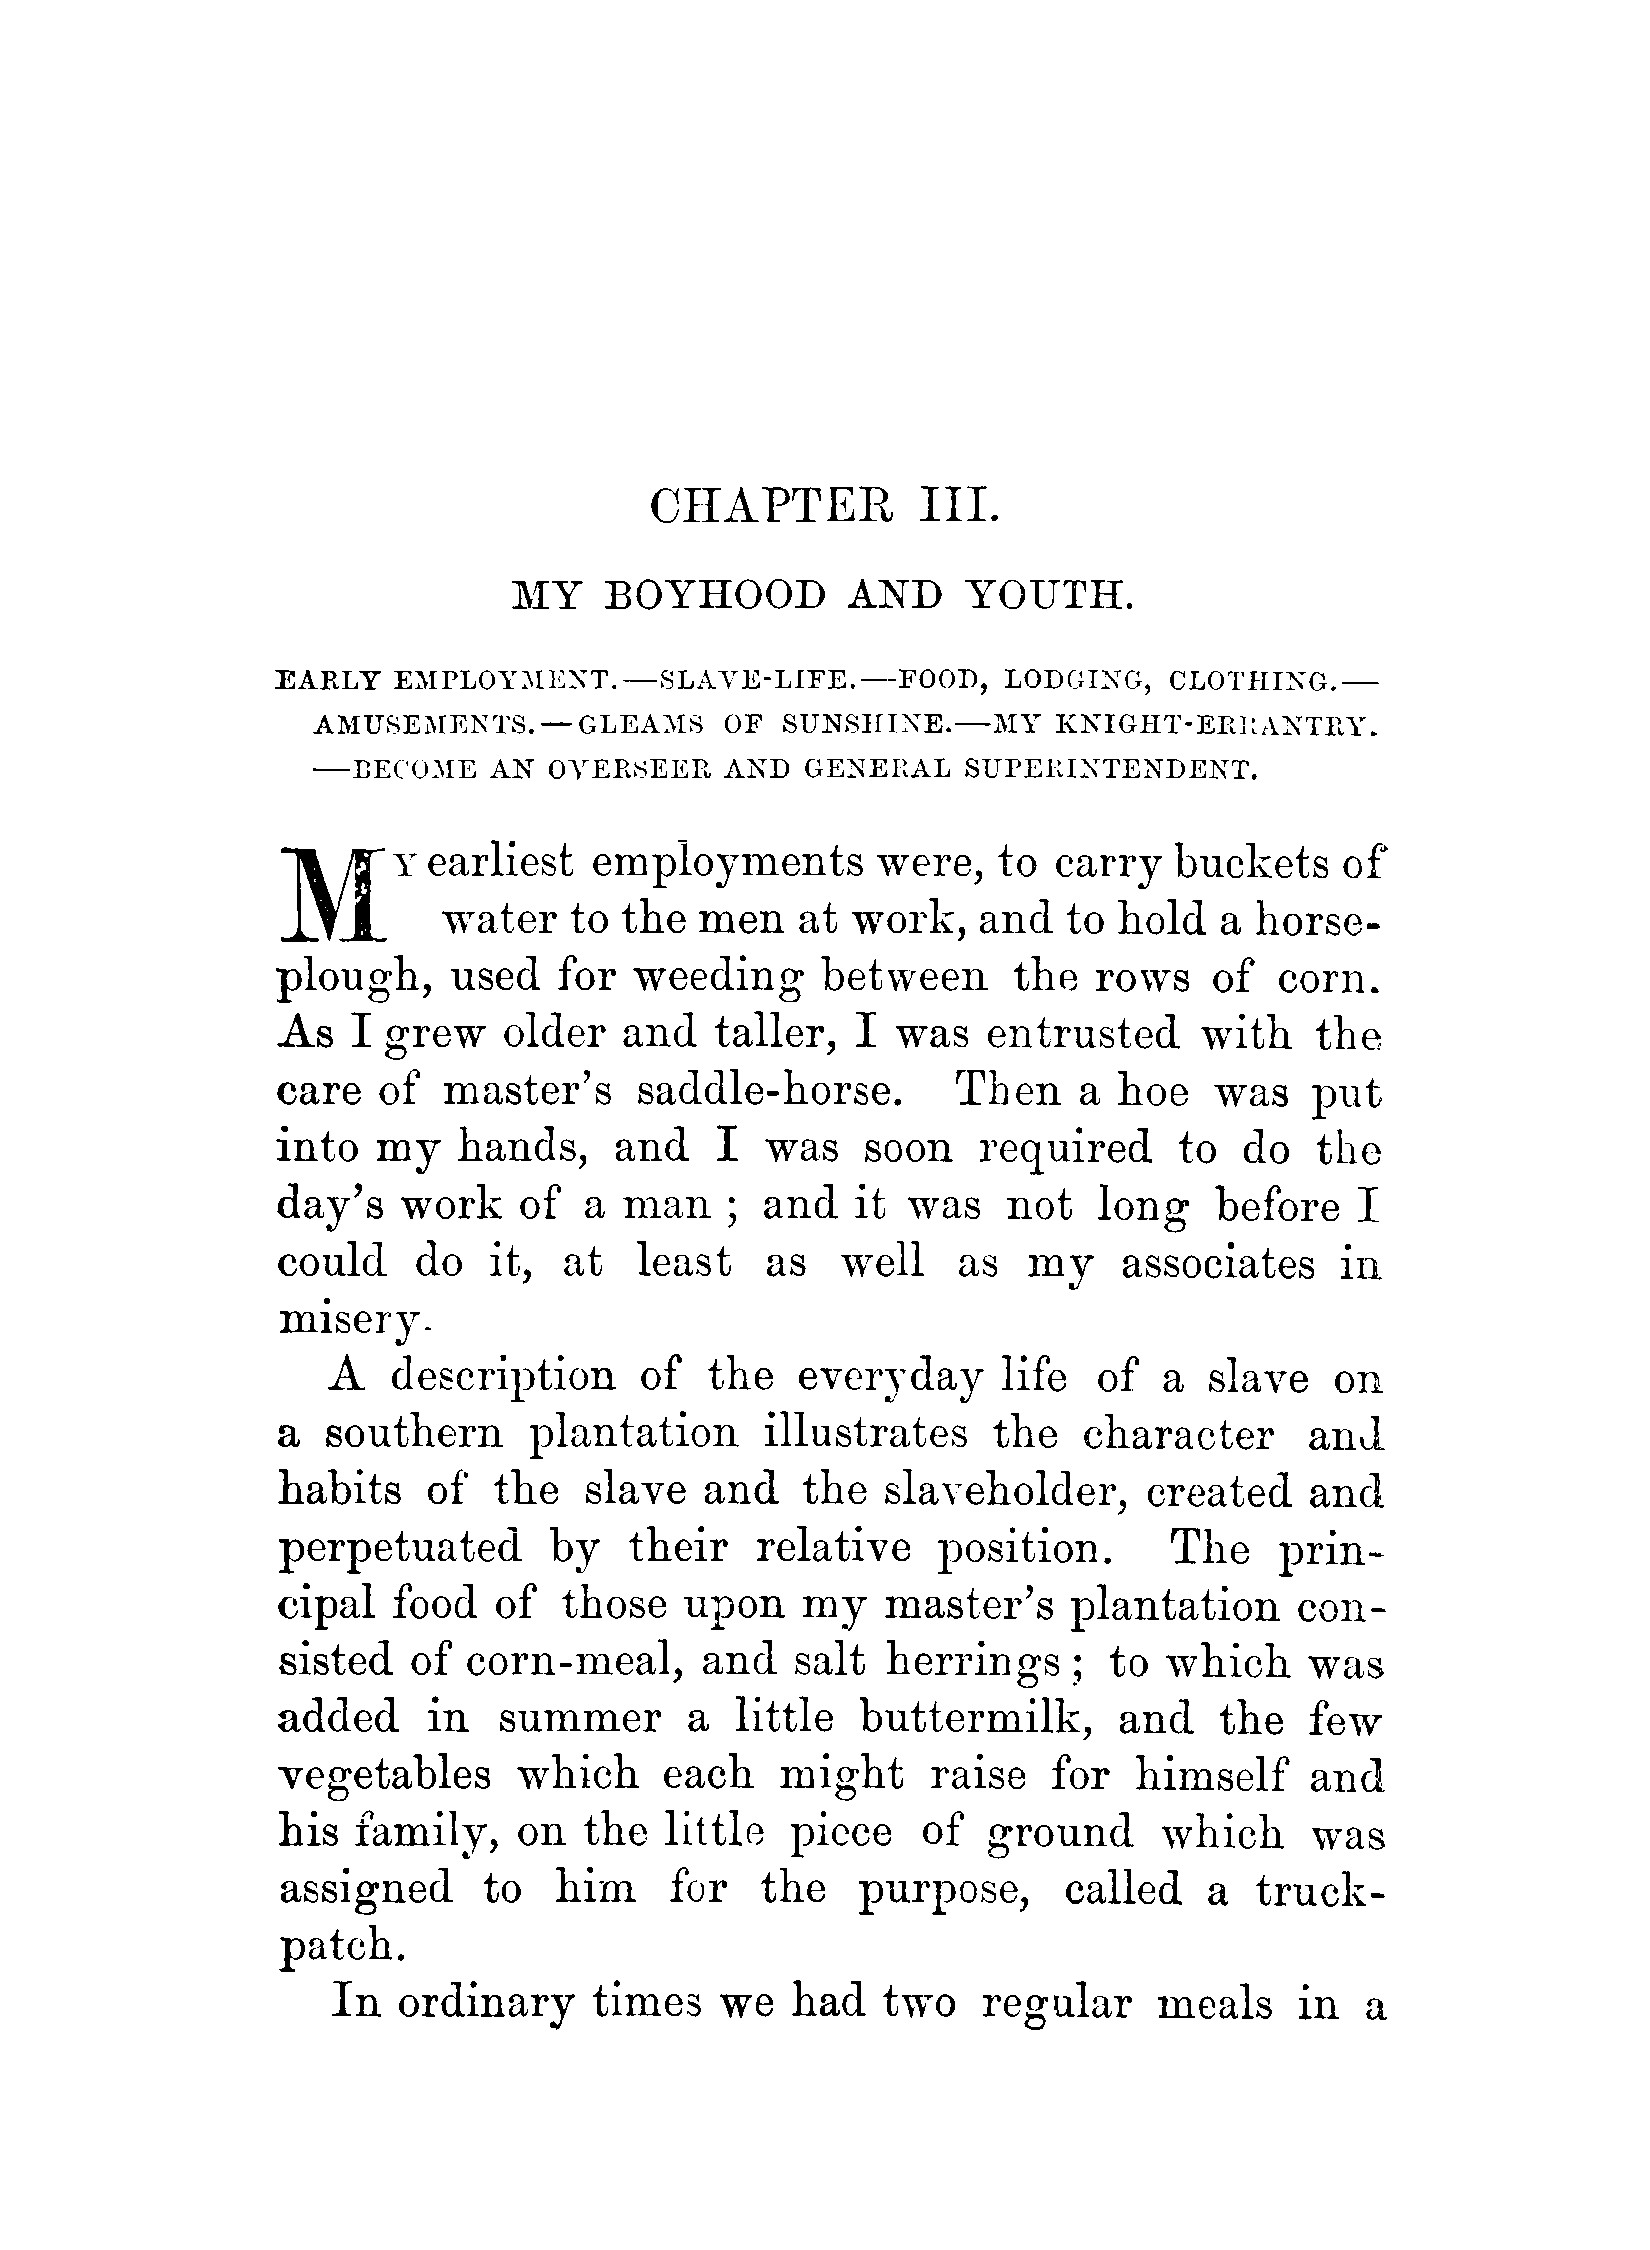 CHAPTER III.
MY BOYHOOD AND YOUTH.
EARLY EMPLOYMENT.—SLAVE-LIFE.—FOOD, LODGING, CLOTHING.—
AMUSEMENTS.—GLEAMS OF SUNSHINE.—MY KNIGHT-ERRANTRY.
—BECOME AN OVERSEER AND GENERAL SUPERINTENDENT.
MY earliest employments were, to carry buckets of
water to the men at work, and to hold a horse-
plough, used for weeding between the rows of corn.
As I grew older and taller, I was entrusted with the
care of master's saddle-horse. Then a hoe was put
into my hands, and I was soon required to do the
day's work of a man ; and it was not long before I
could do it, at least as well as my associates in
misery.
A description of the everyday life of a slave on
a southern plantation illustrates the character and
habits of the slave and the slaveholder, created and
perpetuated by their relative position. The prin-
cipal food of those upon my master's plantation con-
sisted of corn-meal, and salt herrings ; to which was
added in summer a little buttermilk, and the few
vegetables which each might raise for himself and
his family, on the little piece of ground which was
assigned to him for the purpose, called a truck-
patch.
In ordinary times we had two regular meals in a